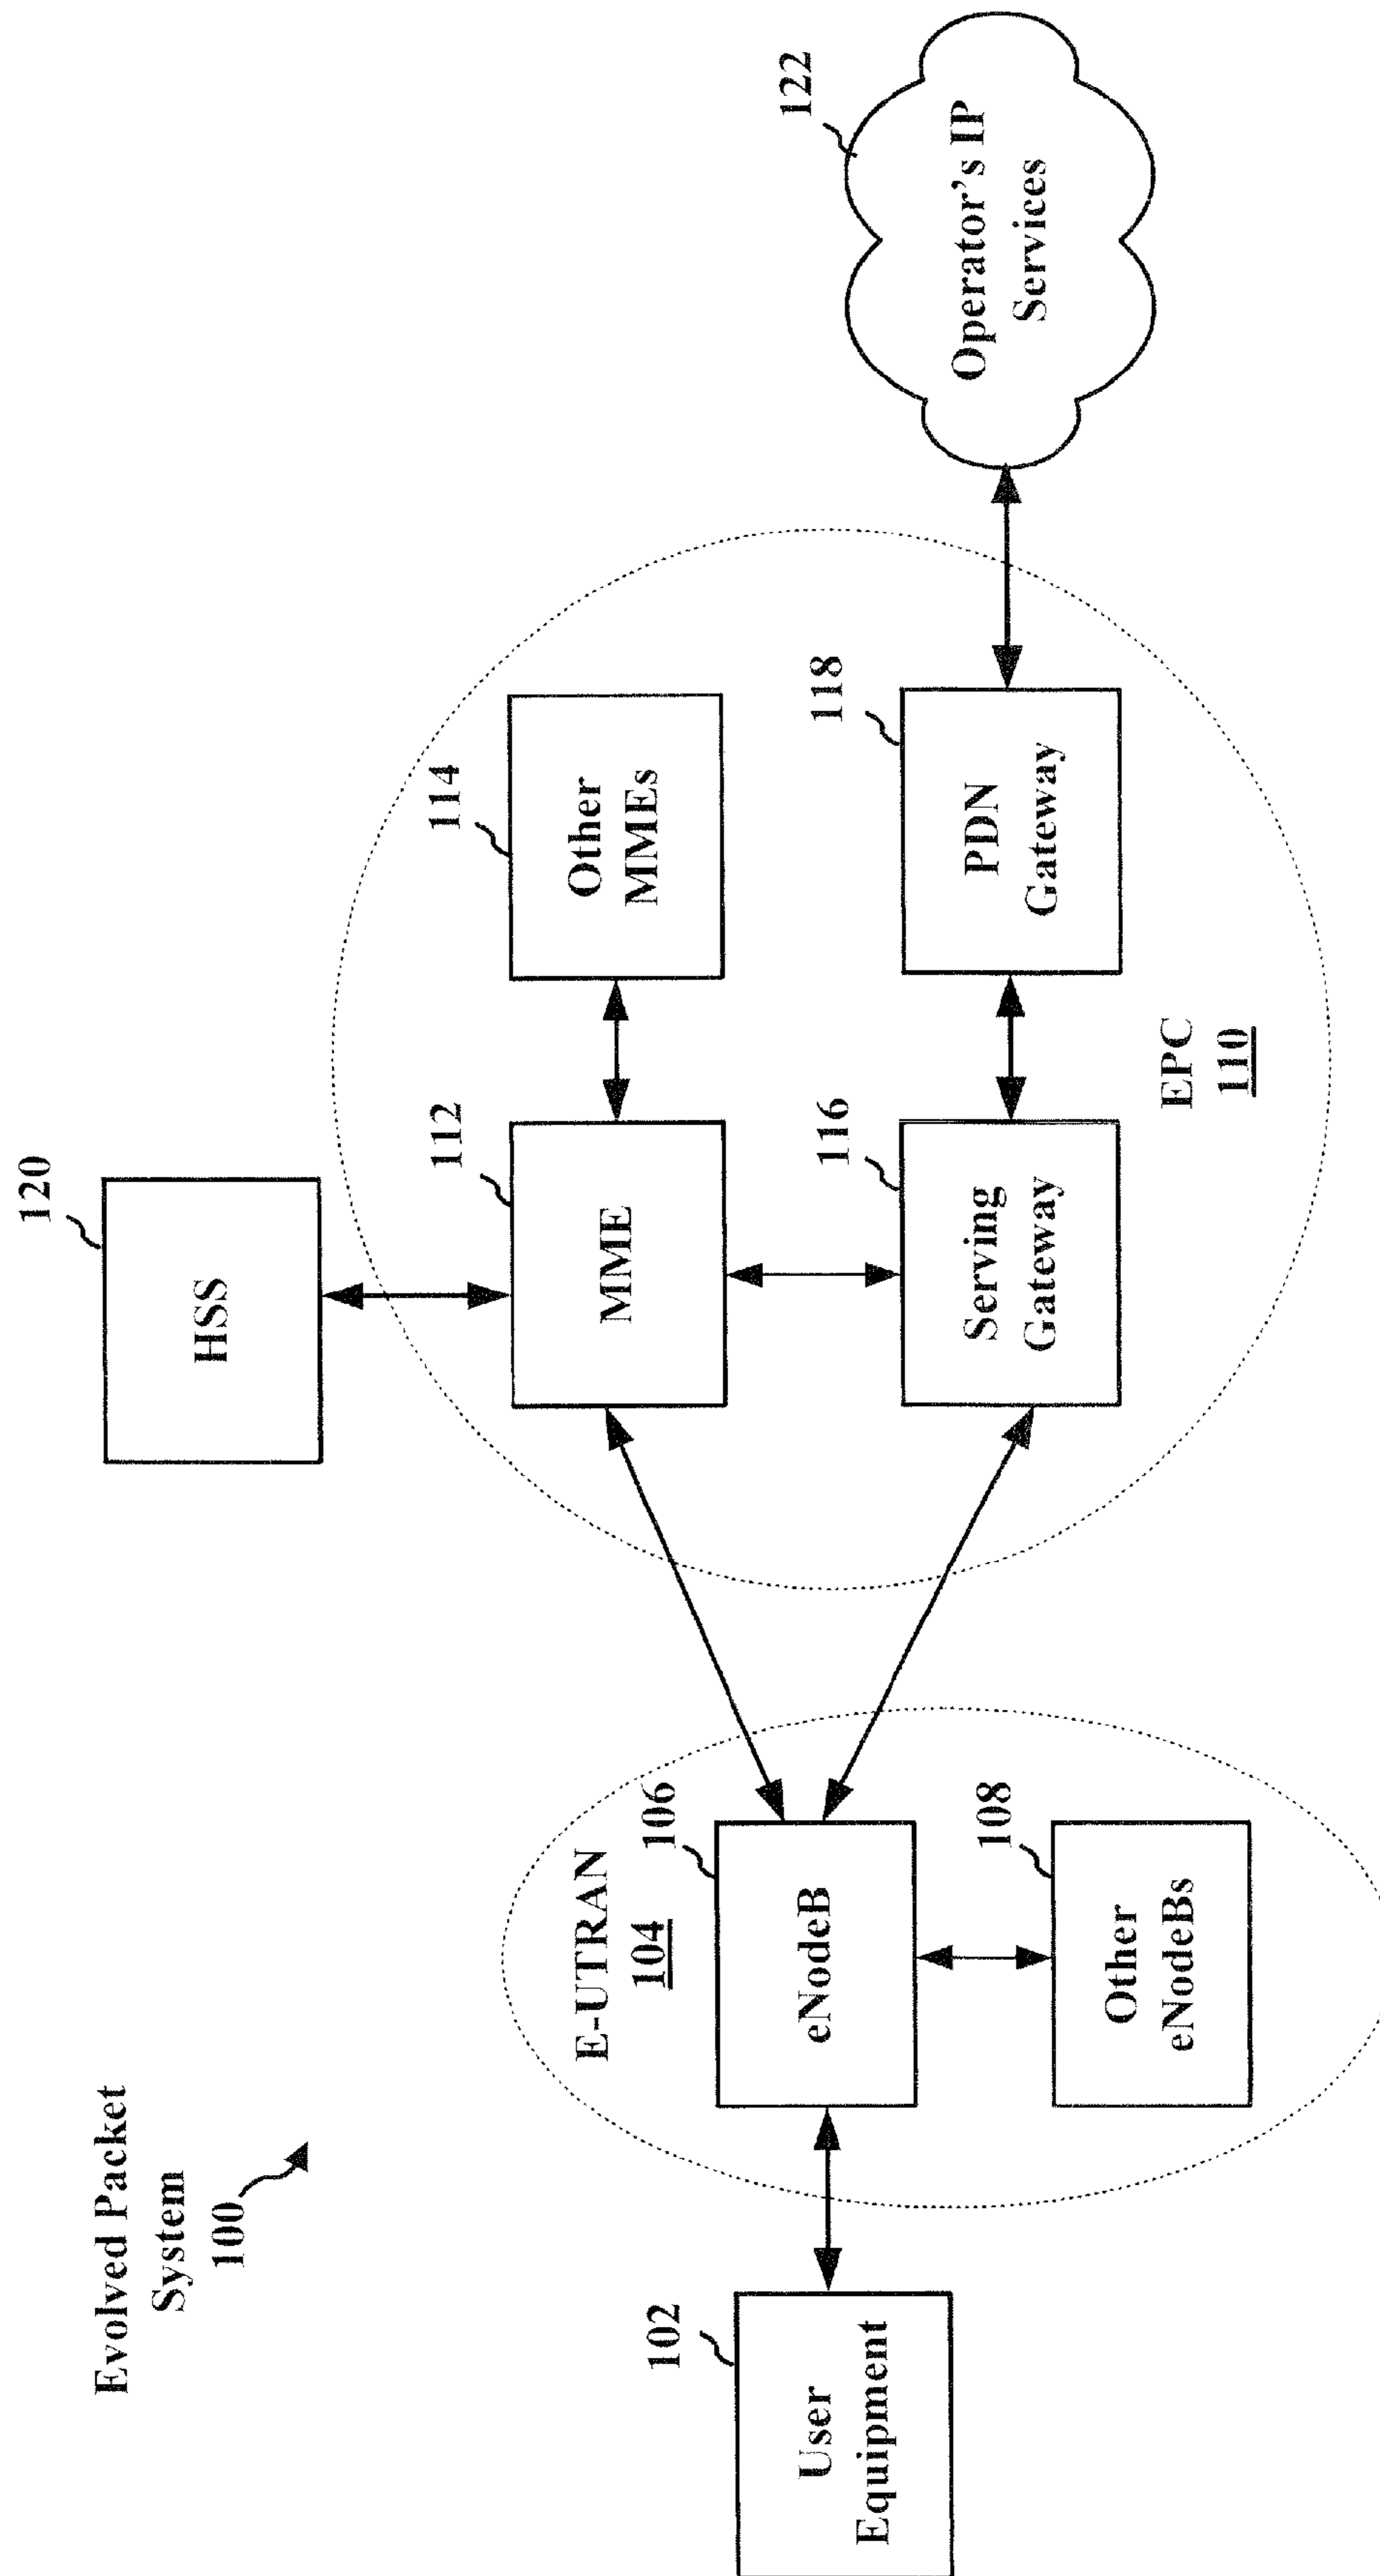 Evolved Packet
System
100
120
HSS
E-UTRAN
104
112
MME
114
Other
MMEs
102
User
Equipment
106
eNodeB
108
Other
eNodeBs
116
Serving
Gateway
118
PDN
Gateway
EPC
110
122
Operator's IP
Services